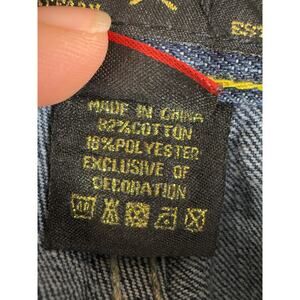 MADE IN CHINA
82%COTTON
18%POLYESTER
EXCLUSIVE OF
DECORATION